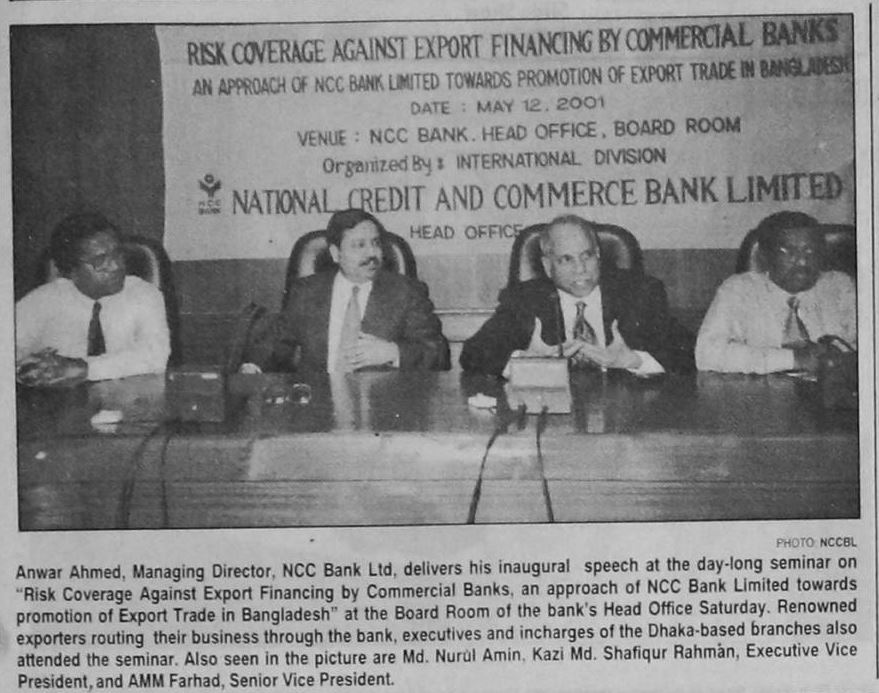 RISK COVERAGE AGAINST EXPORT FINANCING BY COMMERCIAL BANKS
AN APPROACH OF NCC BANK LIMITED TOWARDS PROMOTION OF EXPORT TRADE IN BANGLADESH
DATE : MAY 12, 2001
VENUE : NCC BANK. HEAD OFFICE, BOARD ROOM
Organized By : INTERNATIONAL DIVISION
NCC
BANK
NATIONAL CREDIT AND COMMERCE BANK LIMITED
HEAD OFFICE
PHOTO: NCCBL
Anwar Ahmed, Managing Director, NCC Bank Ltd, delivers his inaugural speech at the day-long seminar on
"Risk Coverage Against Export Financing by Commercial Banks, an approach of NCC Bank Limited towards
promotion of Export Trade in Bangladesh" at the Board Room of the bank's Head Office Saturday. Renowned
exporters routing their business through the bank, executives and incharges of the Dhaka-based branches also
attended the seminar. Also seen in the picture are Md. Nurul Amin, Kazi Md. Shafiqur Rahman, Executive Vice
President, and AMM Farhad, Senior Vice President.